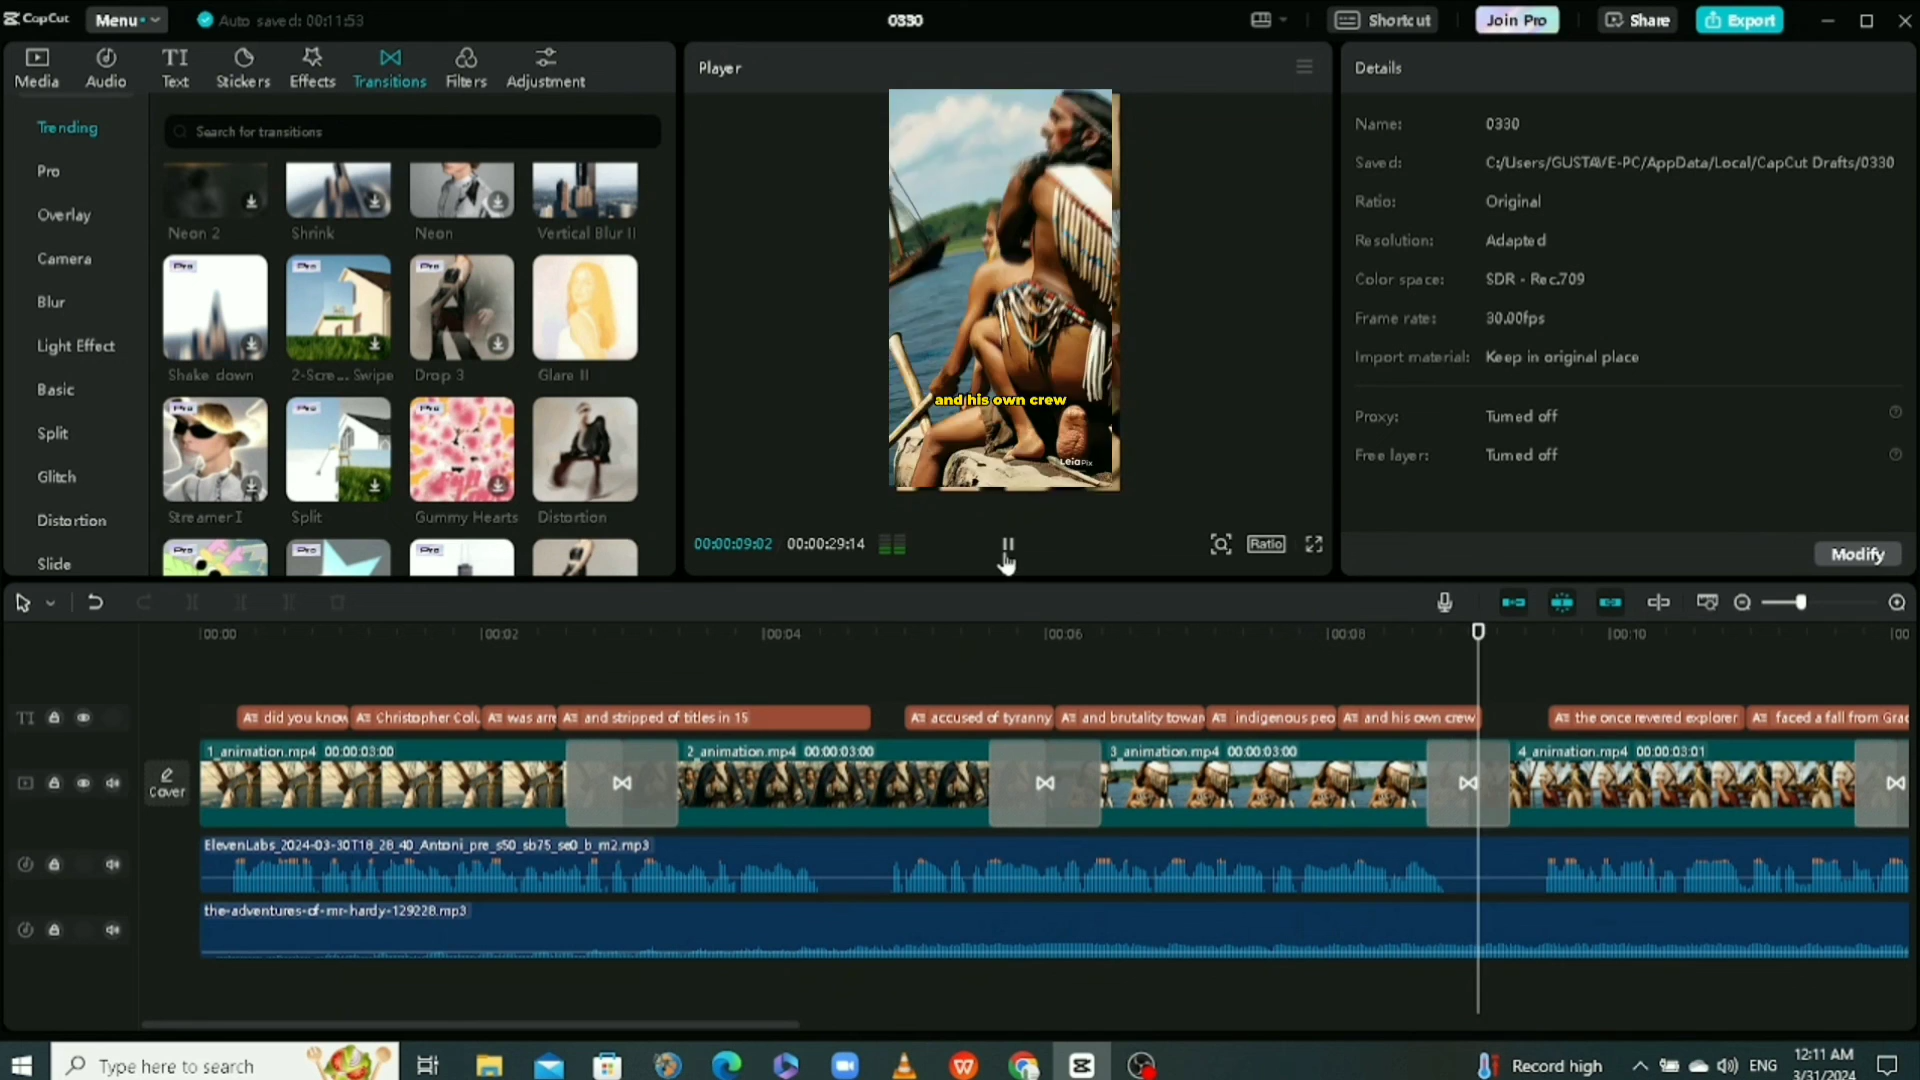 CapCut
Menu
Auto saved: 00:11:53
0330
Shortcut
Join Pro
Share
Export
Media
Audio
TI
Text
Stickers
Effects
Transitions
Filters
Adjustment
Player
Details
Trending
Pro
Overlay
Camera
Blur
Light Effect
Basic
Split
Glitch
Distortion
Slide
Search for transitions
Neon 2
Shrink
Neon
Vertical Blur II
Pro
Pro
Pro
Shake down
2-Scre... Swipe
Drop 3
Glare II
Pro
Pro
Pro
Streamer I
Split
Gummy Hearts
Distortion
Pro
Pro
Pro
and his own crew
LeiaPix
00:00:09:02
00:00:29:14
Ratio
Name: 0330
Saved: C:/Users/GUSTAVE-PC/AppData/Local/CapCut Drafts/0330
Ratio: Original
Resolution: Adapted
Color space: SDR - Rec.709
Frame rate: 30.00fps
Import material: Keep in original place
Proxy: Turned off
Free layer: Turned off
Modify
00:00
00:02
00:04
00:06
00:08
00:10
00
TI
did you know
Christopher Colu
was arre
and stripped of titles in 15
accused of tyranny
and brutality towar
indigenous peo
and his own crew
the once revered explorer
faced a fall from Grac
Cover
1_animation.mp4 00:00:03:00
2_animation.mp4 00:00:03:00
3_animation.mp4 00:00:03:00
4_animation.mp4 00:00:03:01
ElevenLabs_2024-03-30T18_28_40_Antoni_pre_s50_sb75_se0_b_m2.mp3
the-adventures-of-mr-hardy-129228.mp3
Type here to search
Record high
ENG
12:11 AM
3/31/2024